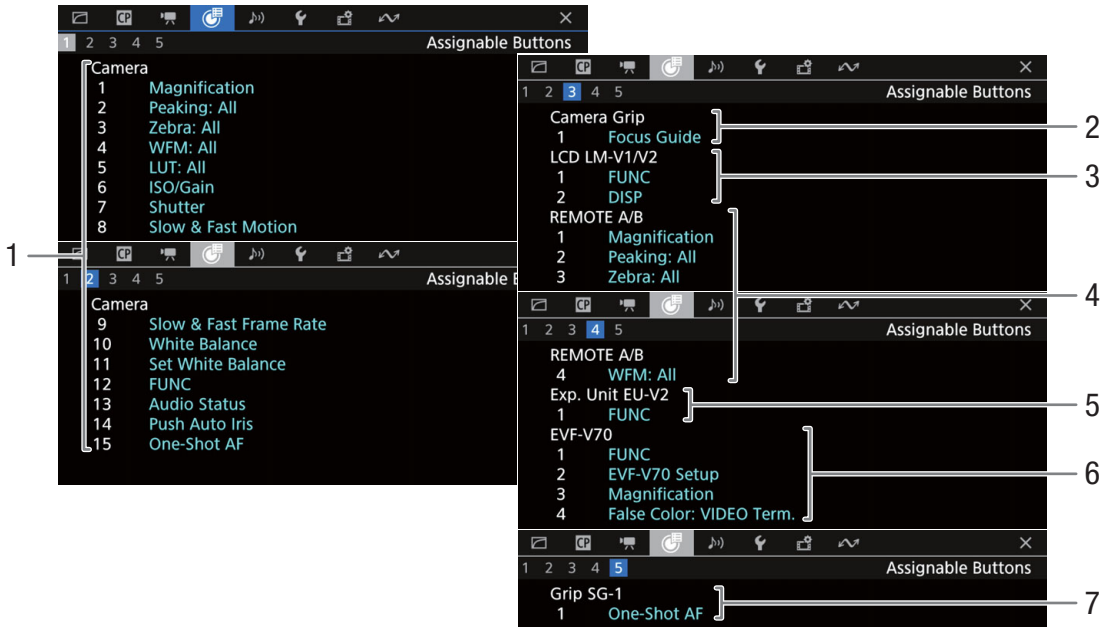 CP
1 2 3 4 5 Assignable Buttons
Camera
1 Magnification
2 Peaking: All
3 Zebra: All
4 WFM: All
5 LUT: All
6 ISO/Gain
7 Shutter
8 Slow & Fast Motion
1
CP
1 2 3 4 5 Assignable B
Camera
9 Slow & Fast Frame Rate
10 White Balance
11 Set White Balance
12 FUNC
13 Audio Status
14 Push Auto Iris
15 One-Shot AF
CP
1 2 3 4 5 Assignable Buttons
Camera Grip
1 Focus Guide
2
LCD LM-V1/V2
1 FUNC
2 DISP
3
REMOTE A/B
1 Magnification
2 Peaking: All
3 Zebra: All
4
CP
1 2 3 4 5 Assignable Buttons
REMOTE A/B
4 WFM: All
Exp. Unit EU-V2
1 FUNC
5
EVF-V70
1 FUNC
2 EVF-V70 Setup
3 Magnification
4 False Color: VIDEO Term.
6
CP
1 2 3 4 5 Assignable Buttons
Grip SG-1
1 One-Shot AF
7